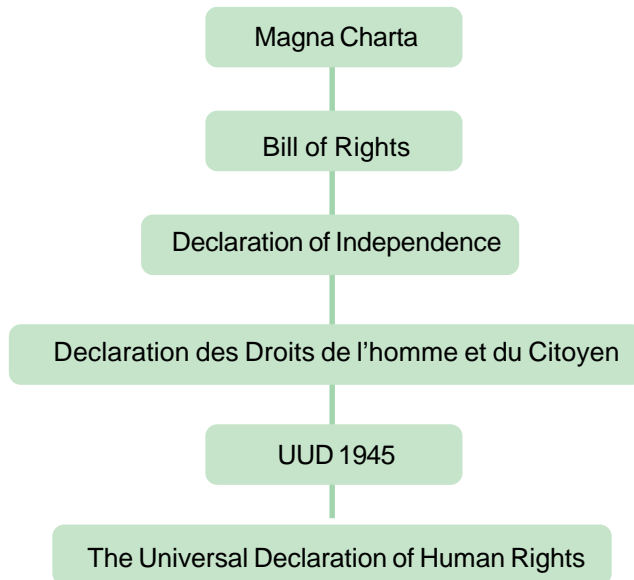 Magna Charta
Bill of Rights
Declaration of Independence
Declaration des Droits de l’homme et du Citoyen
UUD 1945
The Universal Declaration of Human Rights